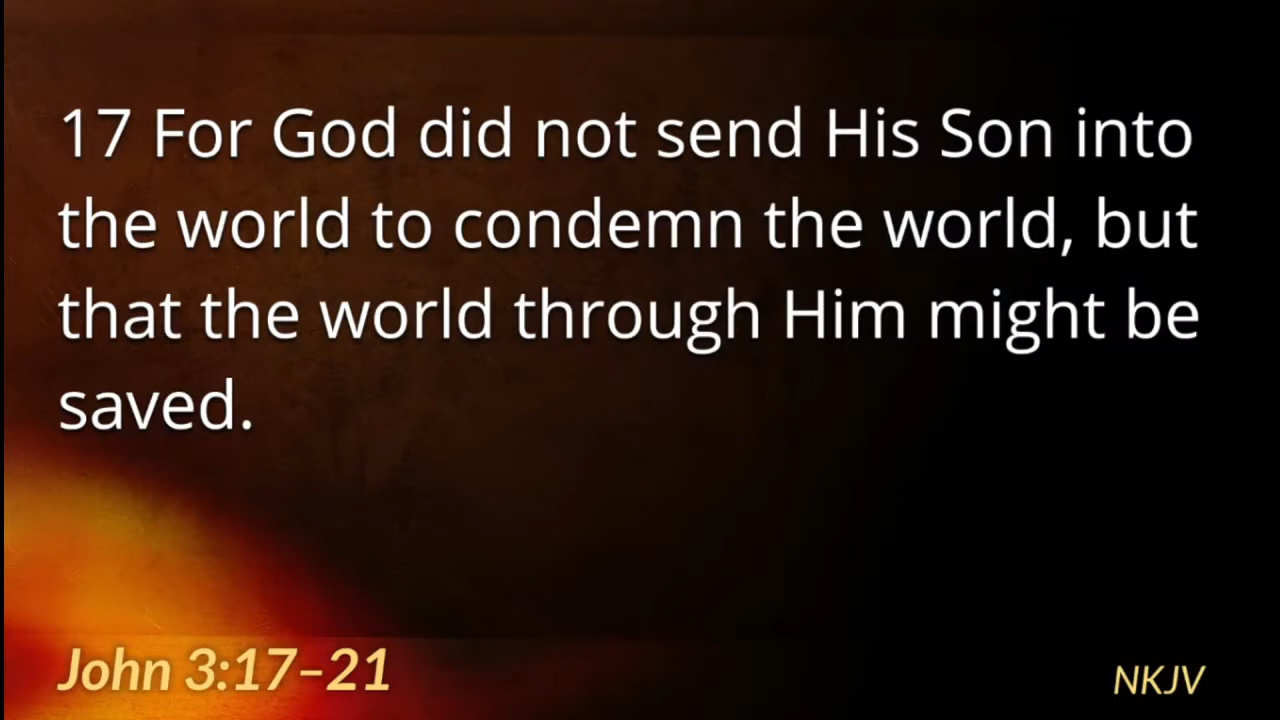 17 For God did not send His Son into
the world to condemn the world, but
that the world through Him might be
saved.
John 3:17–21
NKJV